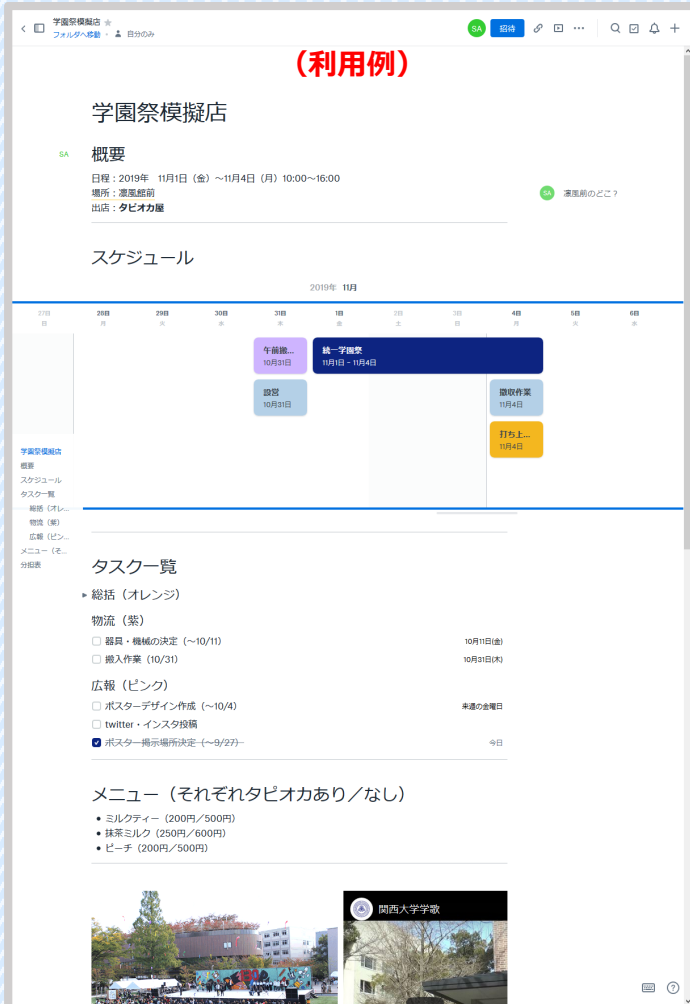 学園祭模擬店
フォルダへ移動 ・ 自分のみ
SA
招待
（利用例）
学園祭模擬店
SA
概要
日程：2019年 11月1日（金）～11月4日（月）10:00～16:00
場所：凛風館前
SA 凛風前のどこ？
出店：タピオカ屋
スケジュール
2019年 11月
27日 28日 29日 30日 31日 1日 2日 3日 4日 5日 6日
日 月 火 水 木 金 土 日 月 火 水
午前搬...
10月31日
統一学園祭
11月1日 – 11月4日
設営
10月31日
撤収作業
11月4日
打ち上...
11月4日
学園祭模擬店
概要
スケジュール
タスク一覧
総括（オレ...
物流（紫）
広報（ピン...
メニュー（そ...
分担表
タスク一覧
総括（オレンジ）
物流（紫）
器具・機械の決定（～10/11） 10月11日(金)
搬入作業（10/31） 10月31日(木)
広報（ピンク）
ポスターデザイン作成（～10/4） 来週の金曜日
twitter・インスタ投稿
ポスター掲示場所決定（～9/27） 今日
メニュー（それぞれタピオカあり／なし）
• ミルクティー（200円／500円）
• 抹茶ミルク（250円／600円）
• ピーチ（200円／500円）
関西大学学歌